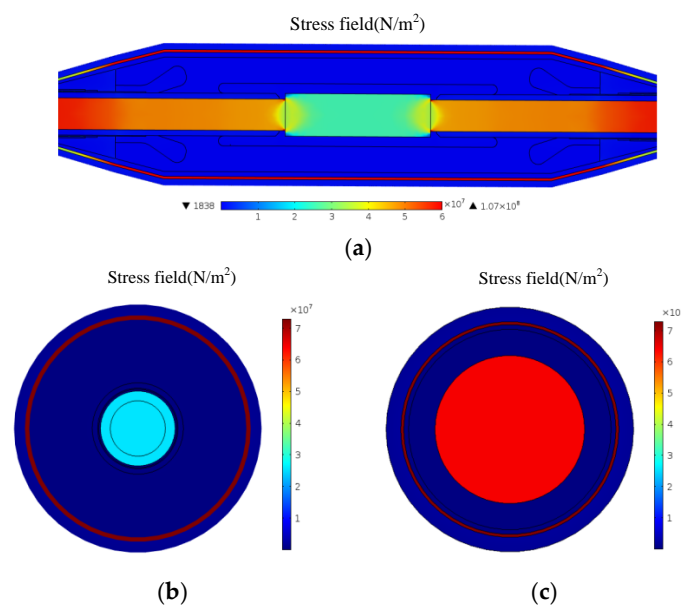 Stress field(N/m²)
▼ 1838 1 2 3 4 5 6 ×10⁷ ▲ 1.07×10⁸
(a)
Stress field(N/m²)
Stress field(N/m²)
×10⁷
7
6
5
4
3
2
1
×10
7
6
5
4
3
2
1
(b)
(c)